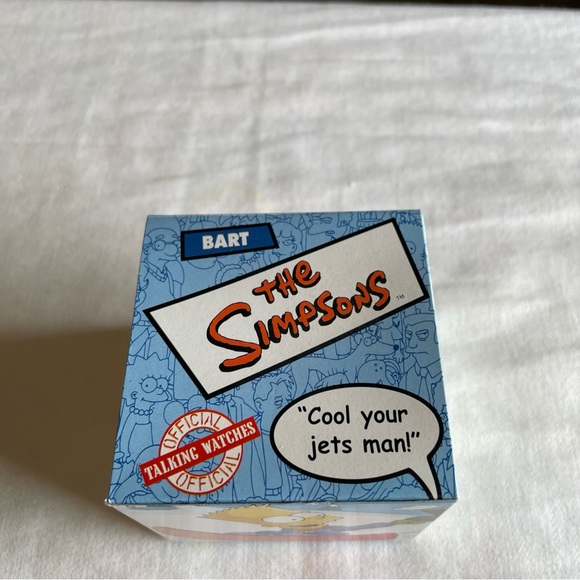 BART
THE
SIMPSONS
TM
OFFICIAL
TALKING WATCHES
OFFICIAL
"Cool your
jets man!"